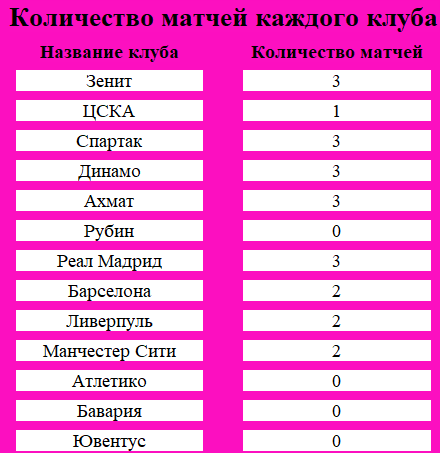 Количество матчей каждого клуба
Название клуба Количество матчей
Зенит 3
ЦСКА 1
Спартак 3
Динамо 3
Ахмат 3
Рубин 0
Реал Мадрид 3
Барселона 2
Ливерпуль 2
Манчестер Сити 2
Атлетико 0
Бавария 0
Ювентус 0